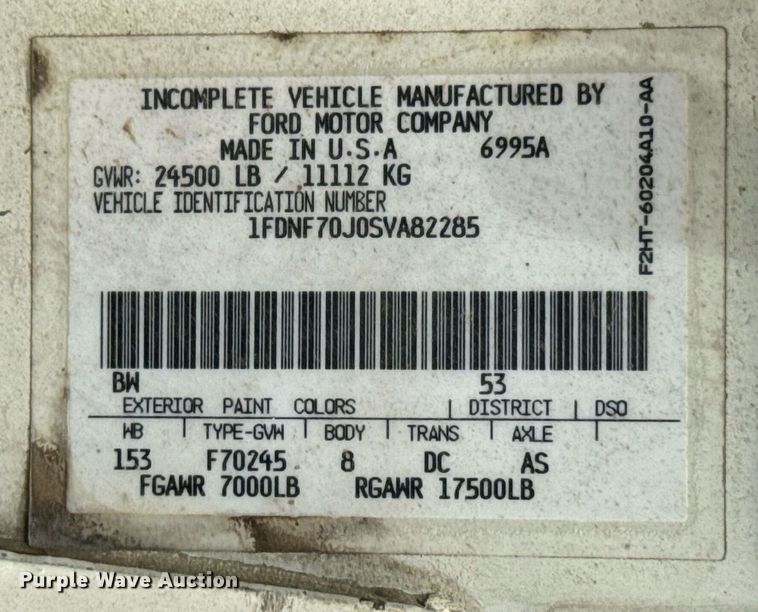 INCOMPLETE VEHICLE MANUFACTURED BY
FORD MOTOR COMPANY
MADE IN U.S.A 6995A
GVWR: 24500 LB / 11112 KG
VEHICLE IDENTIFICATION NUMBER
1FDNF70J0SVA82285
F2HT-60204A10-AA
BW 53
EXTERIOR PAINT COLORS | DISTRICT | DSO
WB | TYPE-GVW | BODY | TRANS | AXLE |
153 F70245 8 DC AS
FGAWR 7000LB RGAWR 17500LB
Purple Wave Auction